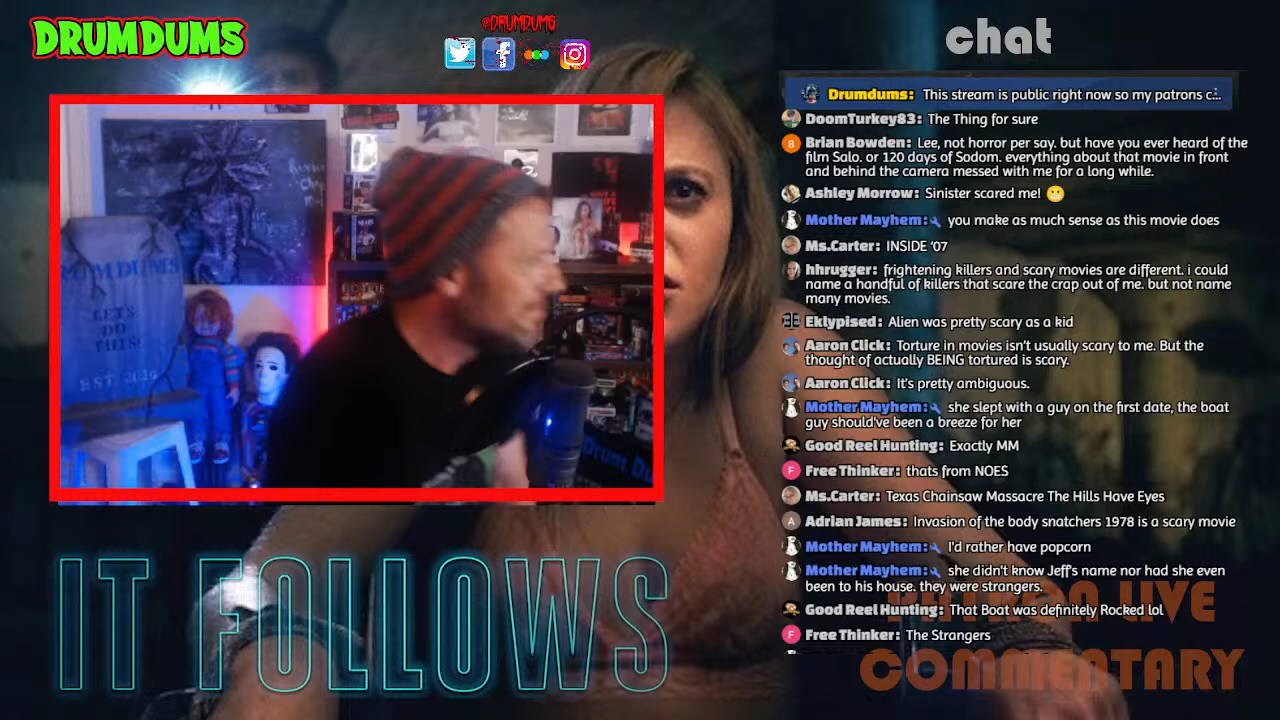 DRUMDUMS
@DRUMDUMS
chat
Drumdums: This stream is public right now so my patrons c...
DoomTurkey83: The Thing for sure
Brian Bowden: Lee, not horror per say. but have you ever heard of the
film Salo. or 120 days of Sodom. everything about that movie in front
and behind the camera messed with me for a long while.
Ashley Morrow: Sinister scared me! 😬
Mother Mayhem: you make as much sense as this movie does
Ms.Carter: INSIDE '07
hhrugger: frightening killers and scary movies are different. i could
name a handful of killers that scare the crap out of me. but not name
many movies.
Eklypised: Alien was pretty scary as a kid
Aaron Click: Torture in movies isn't usually scary to me. But the
thought of actually BEING tortured is scary.
Aaron Click: It's pretty ambiguous.
Mother Mayhem: she slept with a guy on the first date, the boat
guy should've been a breeze for her
Good Reel Hunting: Exactly MM
Free Thinker: thats from NOES
Ms.Carter: Texas Chainsaw Massacre The Hills Have Eyes
Adrian James: Invasion of the body snatchers 1978 is a scary movie
Mother Mayhem: I'd rather have popcorn
Mother Mayhem: she didn't know Jeff's name nor had she even
been to his house. they were strangers.
Good Reel Hunting: That Boat was definitely Rocked lol
Free Thinker: The Strangers
LET'S
DO
THIS
EST. 2016
Drum Du
IT FOLLOWS
LIVE
COMMENTARY